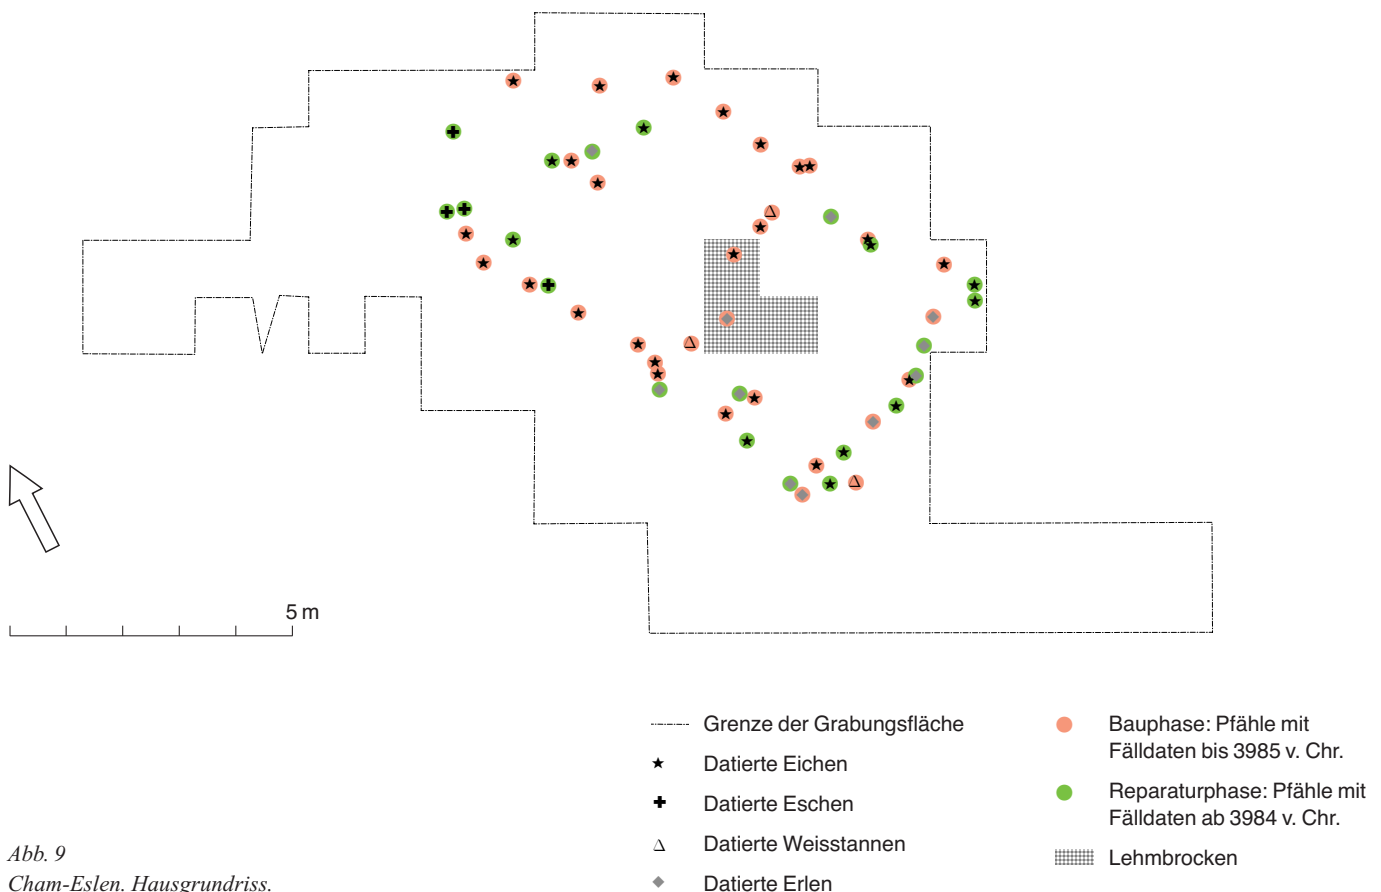 5 m
Grenze der Grabungsfläche
Datierte Eichen
Datierte Eschen
Datierte Weisstannen
Datierte Erlen
Bauphase: Pfähle mit
Fälldaten bis 3985 v. Chr.
Reparaturphase: Pfähle mit
Fälldaten ab 3984 v. Chr.
Lehmbrocken
Abb. 9
Cham-Eslen. Hausgrundriss.